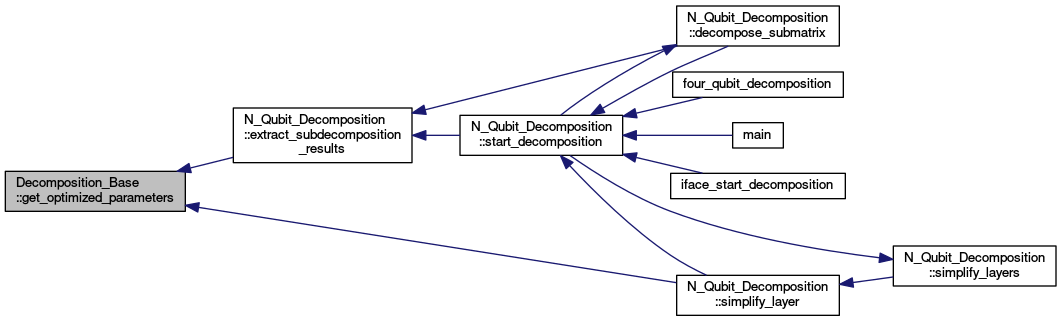 Decomposition_Base
::get_optimized_parameters
N_Qubit_Decomposition
::extract_subdecomposition
_results
N_Qubit_Decomposition
::start_decomposition
N_Qubit_Decomposition
::decompose_submatrix
four_qubit_decomposition
main
iface_start_decomposition
N_Qubit_Decomposition
::simplify_layer
N_Qubit_Decomposition
::simplify_layers